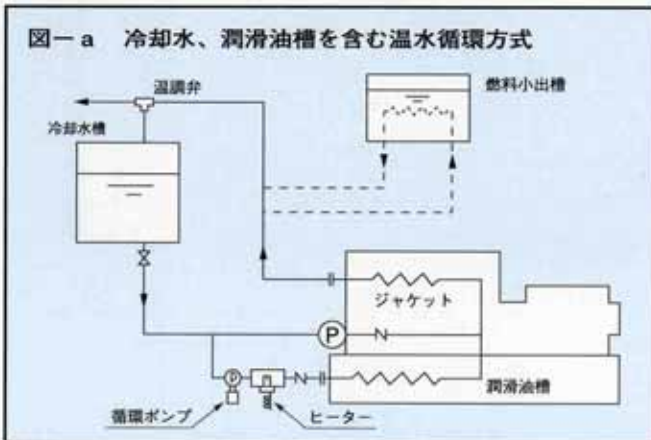 図－a 冷却水、潤滑油槽を含む温水循環方式
温調弁
燃料小出槽
冷却水槽
ジャケット
P
P
潤滑油槽
循環ポンプ
ヒーター